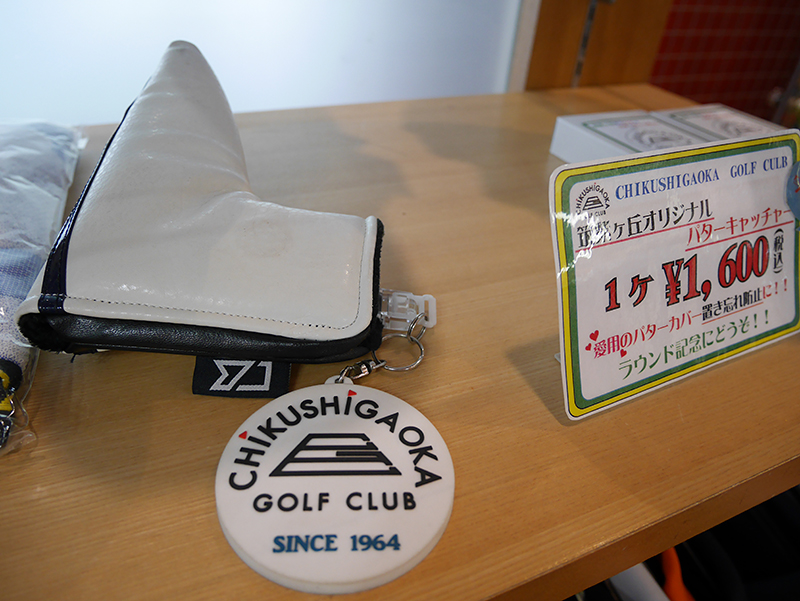 CHIKUSHIGAOKA
GOLF CLUB
SINCE 1964
CHIKUSHIGAOKA GOLF CULB
CHIKUSHIGAOKA
GOLF CLUB
筑紫ヶ丘オリジナル
パターキャッチャー
1ヶ ¥1,600(税込)
愛用のパターカバー置き忘れ防止に!!
ラウンド記念にどうぞ!!